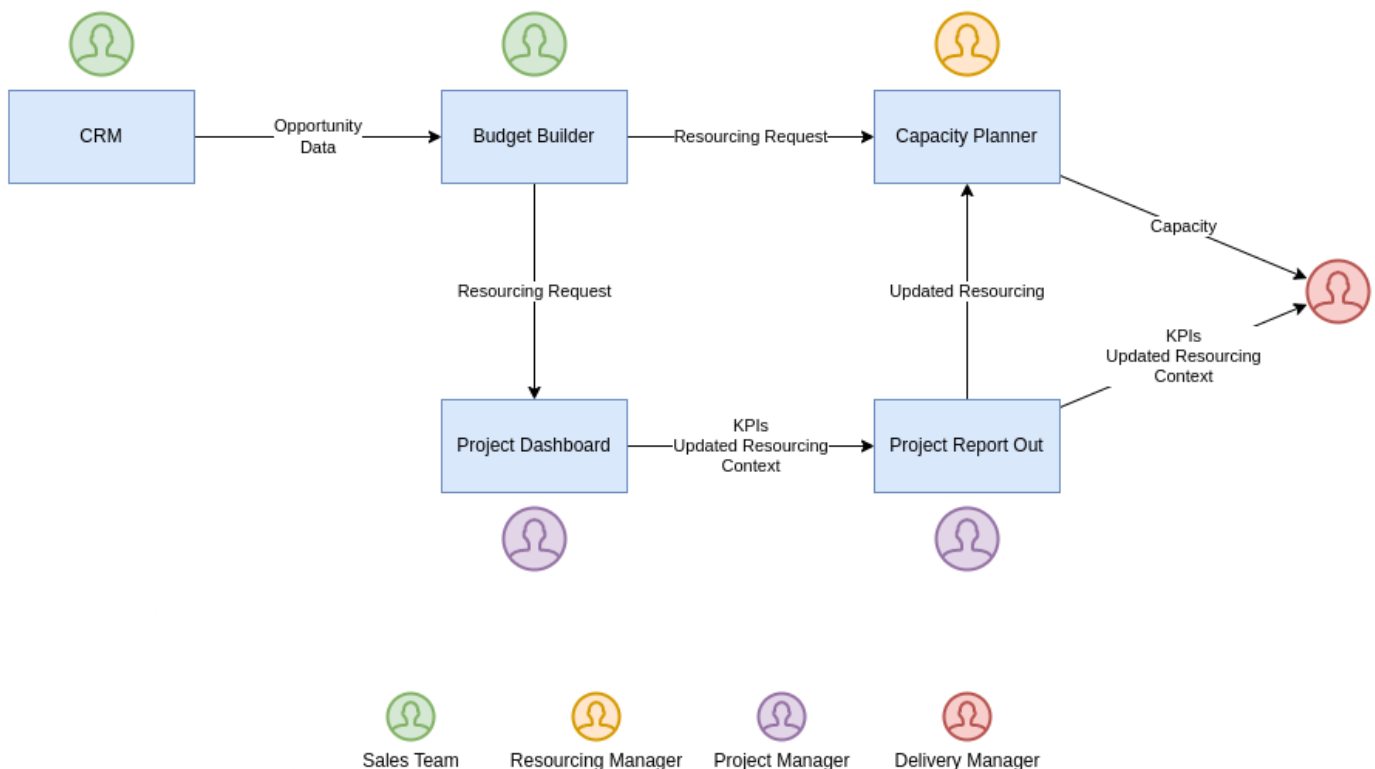 CRM
Opportunity
Data
Budget Builder
Resourcing Request
Capacity Planner
Capacity
Resourcing Request
Updated Resourcing
KPIs
Updated Resourcing
Context
Project Dashboard
KPIs
Updated Resourcing
Context
Project Report Out
Sales Team
Resourcing Manager
Project Manager
Delivery Manager